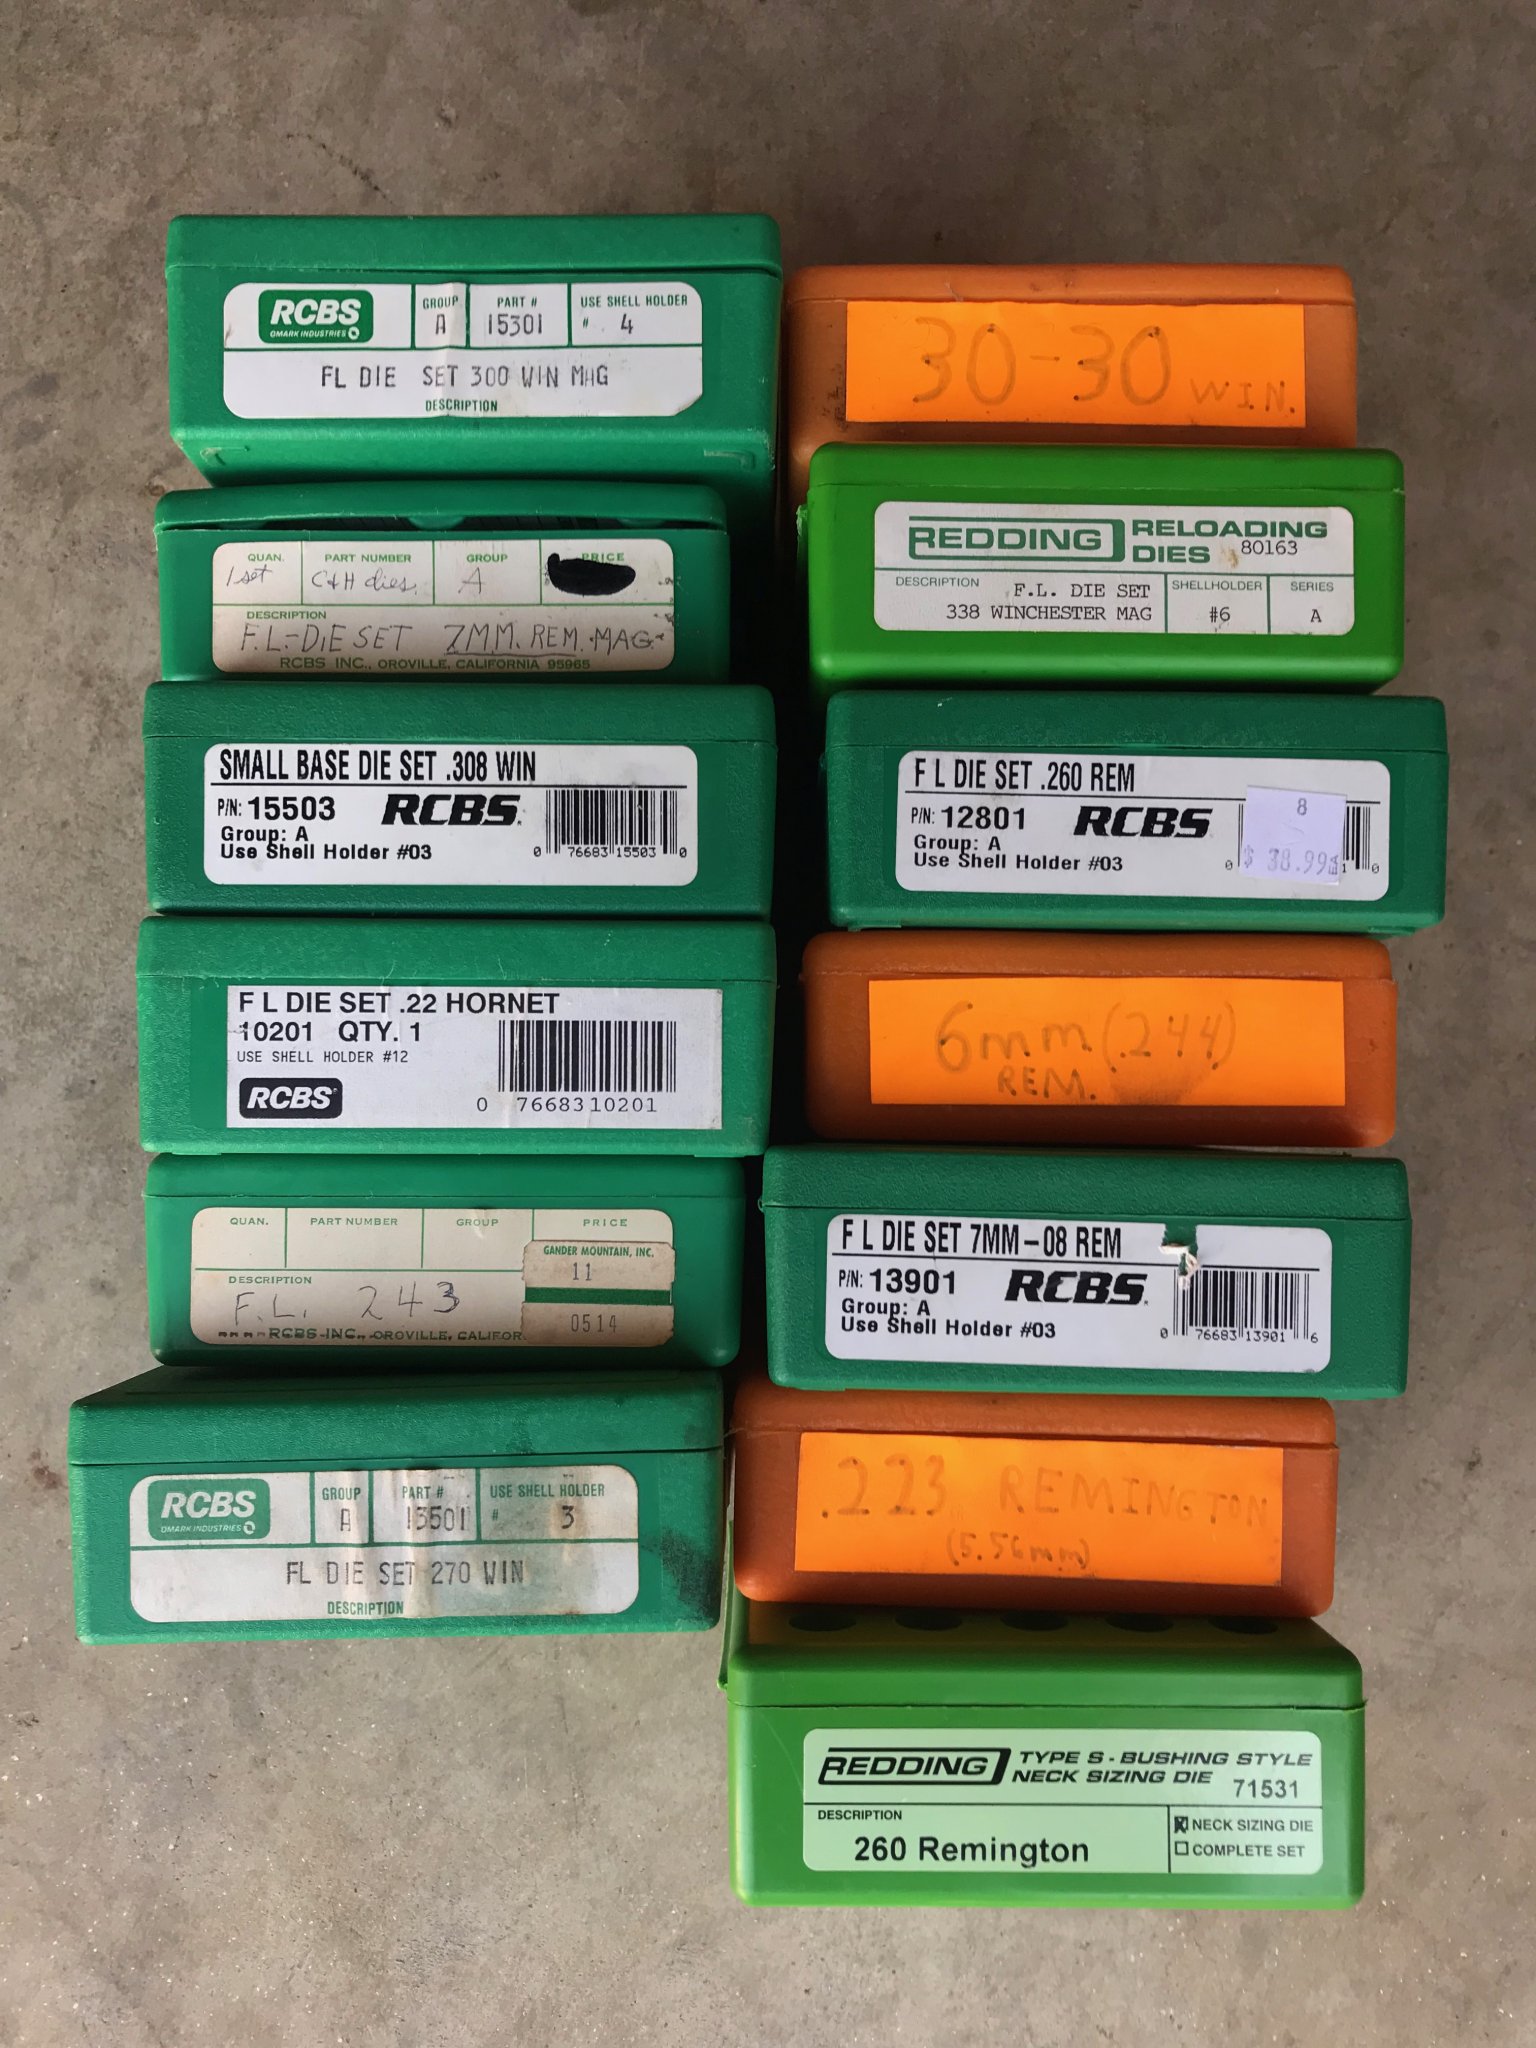 RCBS
OMARK INDUSTRIES
GROUP
A
PART #
15301
USE SHELL HOLDER
# 4
FL DIE SET 300 WIN MAG
DESCRIPTION
QUAN. PART NUMBER GROUP PRICE
1 set C&H dies. A
DESCRIPTION
F.L.-DIE SET 7MM. REM. MAG.
RCBS INC., OROVILLE, CALIFORNIA 95965
SMALL BASE DIE SET .308 WIN
P/N: 15503 RCBS
Group: A
Use Shell Holder #03
0 76683 15503 0
F L DIE SET .22 HORNET
10201 QTY. 1
USE SHELL HOLDER #12
RCBS
0 7668310201
QUAN. PART NUMBER GROUP PRICE
GANDER MOUNTAIN, INC.
11
0514
DESCRIPTION
F.L. 243
RCBS INC., OROVILLE, CALIFOR
RCBS
OMARK INDUSTRIES
GROUP
A
PART #
13501
USE SHELL HOLDER
# 3
FL DIE SET 270 WIN
DESCRIPTION
30-30 WIN.
REDDING RELOADING
DIES 80163
DESCRIPTION F.L. DIE SET
338 WINCHESTER MAG
SHELLHOLDER
#6
SERIES
A
F L DIE SET .260 REM
P/N: 12801 RCBS
Group: A
Use Shell Holder #03
8
$ 38.99
0 1 0
6mm (.244)
REM.
F L DIE SET 7MM-08 REM
P/N: 13901 RCBS
Group: A
Use Shell Holder #03
0 76683 13901 6
.223 REMINGTON
(5.56mm)
REDDING TYPE S - BUSHING STYLE
NECK SIZING DIE 71531
DESCRIPTION
260 Remington
NECK SIZING DIE
COMPLETE SET